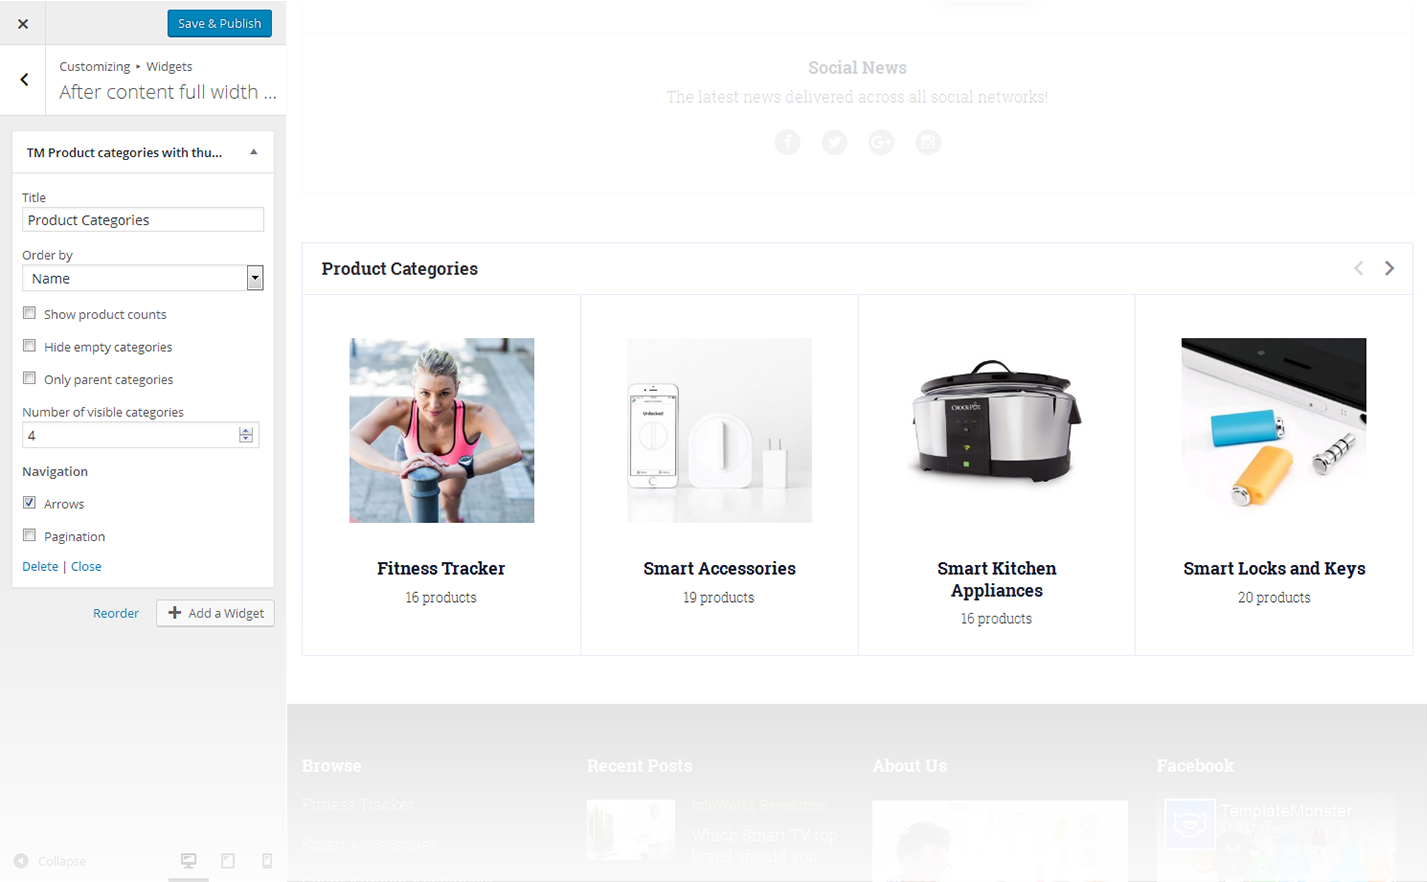 Save & Publish
Customizing ▸ Widgets
After content full width ...
TM Product categories with thu...
Title
Product Categories
Order by
Name
Show product counts
Hide empty categories
Only parent categories
Number of visible categories
4
Navigation
Arrows
Pagination
Delete | Close
Reorder
Add a Widget
Collapse
Social News
The latest news delivered across all social networks!
Product Categories
Unlocked!
CROCK-POT
Fitness Tracker
16 products
Smart Accessories
19 products
Smart Kitchen
Appliances
16 products
Smart Locks and Keys
20 products
Browse
Fitness Tracker
Smart Accessories
Recent Posts
InfoWorld, Revolution,
Which Smart TV top
brand should you
About Us
Facebook
TemplateMonster